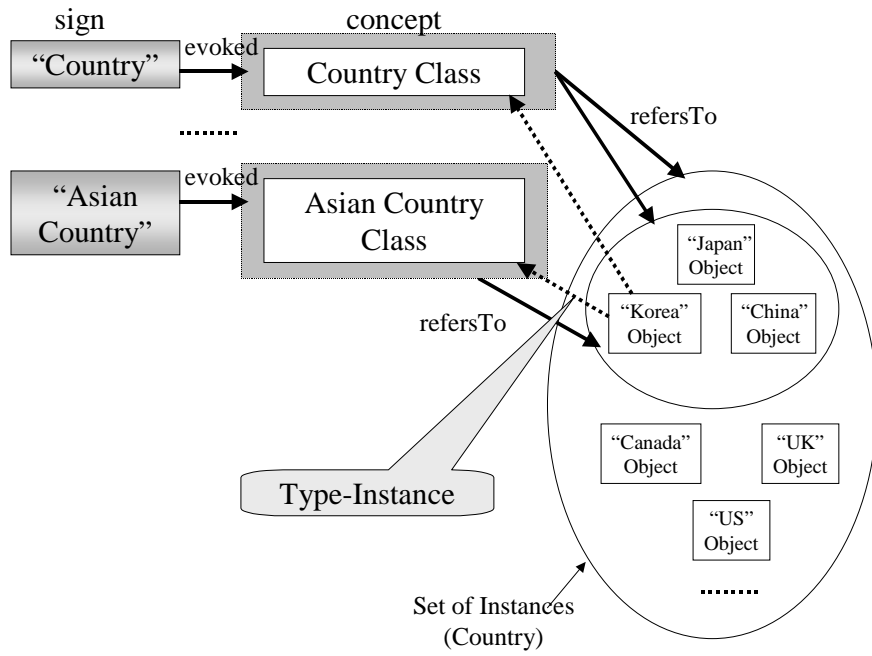 sign
concept
“Country”
evoked
Country Class
refersTo
“Asian
Country”
evoked
Asian Country
Class
“Japan”
Object
“Korea”
Object
“China”
Object
refersTo
“Canada”
Object
“UK”
Object
Type-Instance
“US”
Object
Set of Instances
(Country)